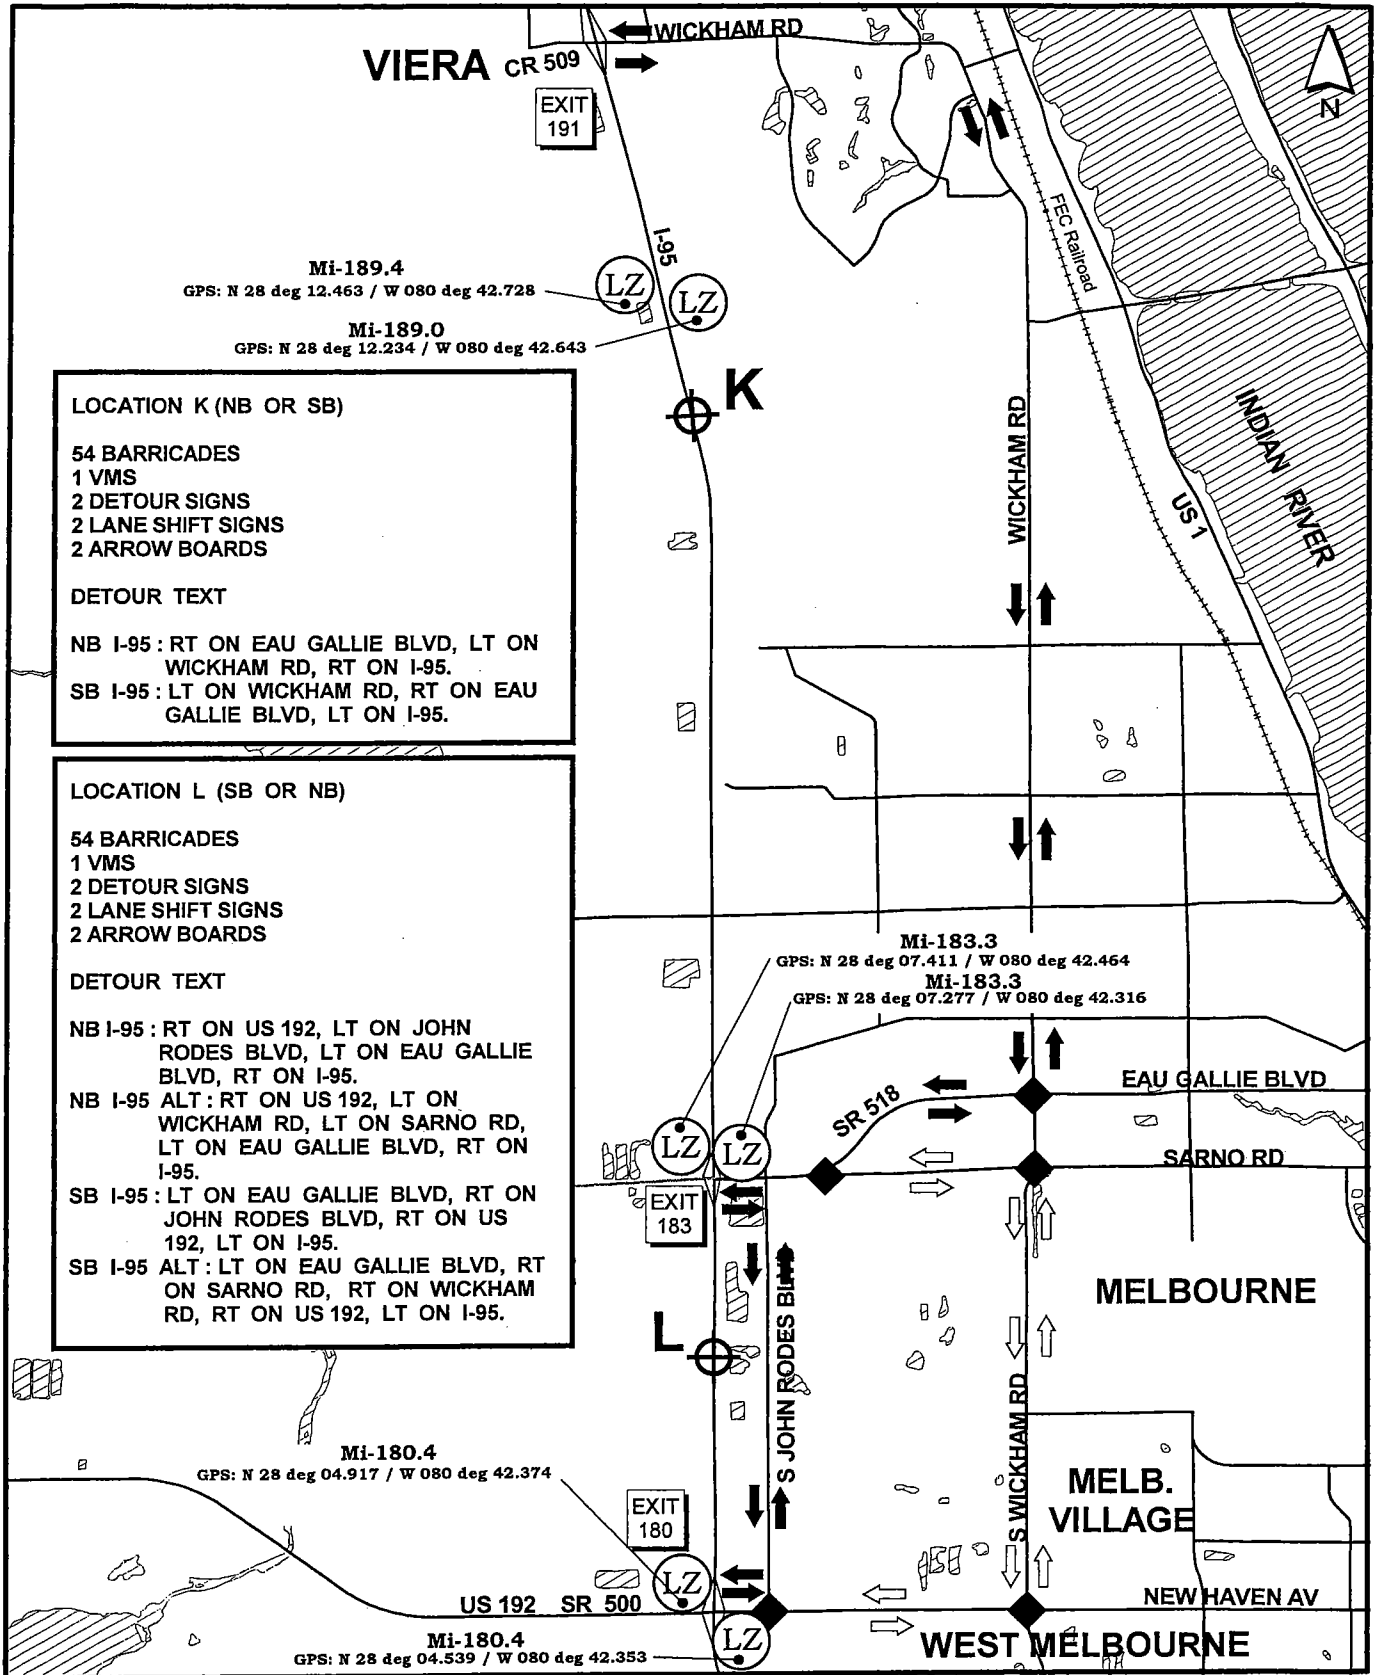 WICKHAM RD
VIERA
CR 509
EXIT
191
N
I-95
FEC Railroad
Mi-189.4
GPS: N 28 deg 12.463 / W 080 deg 42.728
LZ
LZ
Mi-189.0
GPS: N 28 deg 12.234 / W 080 deg 42.643
K
WICKHAM RD
US 1
INDIAN RIVER
LOCATION K (NB OR SB)
54 BARRICADES
1 VMS
2 DETOUR SIGNS
2 LANE SHIFT SIGNS
2 ARROW BOARDS
DETOUR TEXT
NB I-95 : RT ON EAU GALLIE BLVD, LT ON
WICKHAM RD, RT ON I-95.
SB I-95 : LT ON WICKHAM RD, RT ON EAU
GALLIE BLVD, LT ON I-95.
LOCATION L (SB OR NB)
54 BARRICADES
1 VMS
2 DETOUR SIGNS
2 LANE SHIFT SIGNS
2 ARROW BOARDS
DETOUR TEXT
NB I-95 : RT ON US 192, LT ON JOHN
RODES BLVD, LT ON EAU GALLIE
BLVD, RT ON I-95.
NB I-95 ALT : RT ON US 192, LT ON
WICKHAM RD, LT ON SARNO RD,
LT ON EAU GALLIE BLVD, RT ON
I-95.
SB I-95 : LT ON EAU GALLIE BLVD, RT ON
JOHN RODES BLVD, RT ON US
192, LT ON I-95.
SB I-95 ALT : LT ON EAU GALLIE BLVD, RT
ON SARNO RD, RT ON WICKHAM
RD, RT ON US 192, LT ON I-95.
Mi-183.3
GPS: N 28 deg 07.411 / W 080 deg 42.464
Mi-183.3
GPS: N 28 deg 07.277 / W 080 deg 42.316
EAU GALLIE BLVD
SR 518
LZ
LZ
SARNO RD
EXIT
183
MELBOURNE
L
S JOHN RODES BLVD
S WICKHAM RD
Mi-180.4
GPS: N 28 deg 04.917 / W 080 deg 42.374
MELB.
VILLAGE
EXIT
180
LZ
US 192 SR 500
NEW HAVEN AV
LZ
WEST MELBOURNE
Mi-180.4
GPS: N 28 deg 04.539 / W 080 deg 42.353